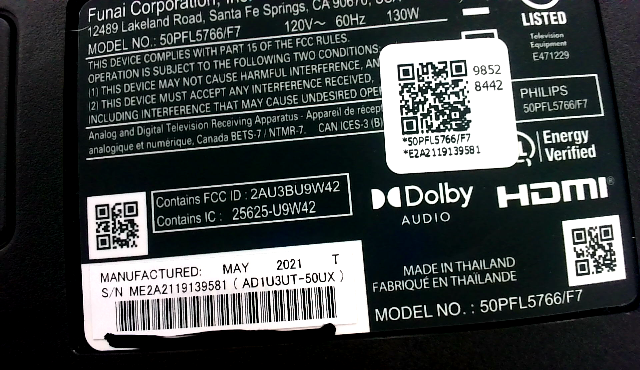 Funai Corporation, Inc.
12489 Lakeland Road, Santa Fe Springs, CA 90670,
120V~ 60Hz 130W
MODEL NO.: 50PFL5766/F7
THIS DEVICE COMPLIES WITH PART 15 OF THE FCC RULES.
OPERATION IS SUBJECT TO THE FOLLOWING TWO CONDITIONS:
(1) THIS DEVICE MAY NOT CAUSE HARMFUL INTERFERENCE, AN
(2) THIS DEVICE MUST ACCEPT ANY INTERFERENCE RECEIVED,
INCLUDING INTERFERENCE THAT MAY CAUSE UNDESIRED OPE
Analog and Digital Television Receiving Apparatus - Appareil de récep
analogique et numérique, Canada BETS-7 / NTMR-7. CAN ICES-3 (B)
LISTED
Television
Equipment
E471229
9852
8442
*50PFL5766/F7
*E2A2119139581
PHILIPS
50PFL5766/F7
Energy
Verified
Contains FCC ID : 2AU3BU9W42
Contains IC : 25625-U9W42
Dolby
AUDIO
HDMI
MANUFACTURED: MAY 2021 T
S/N ME2A2119139581 ( AD1U3UT-50UX )
MADE IN THAILAND
FABRIQUÉ EN THAÏLANDE
MODEL NO. : 50PFL5766/F7